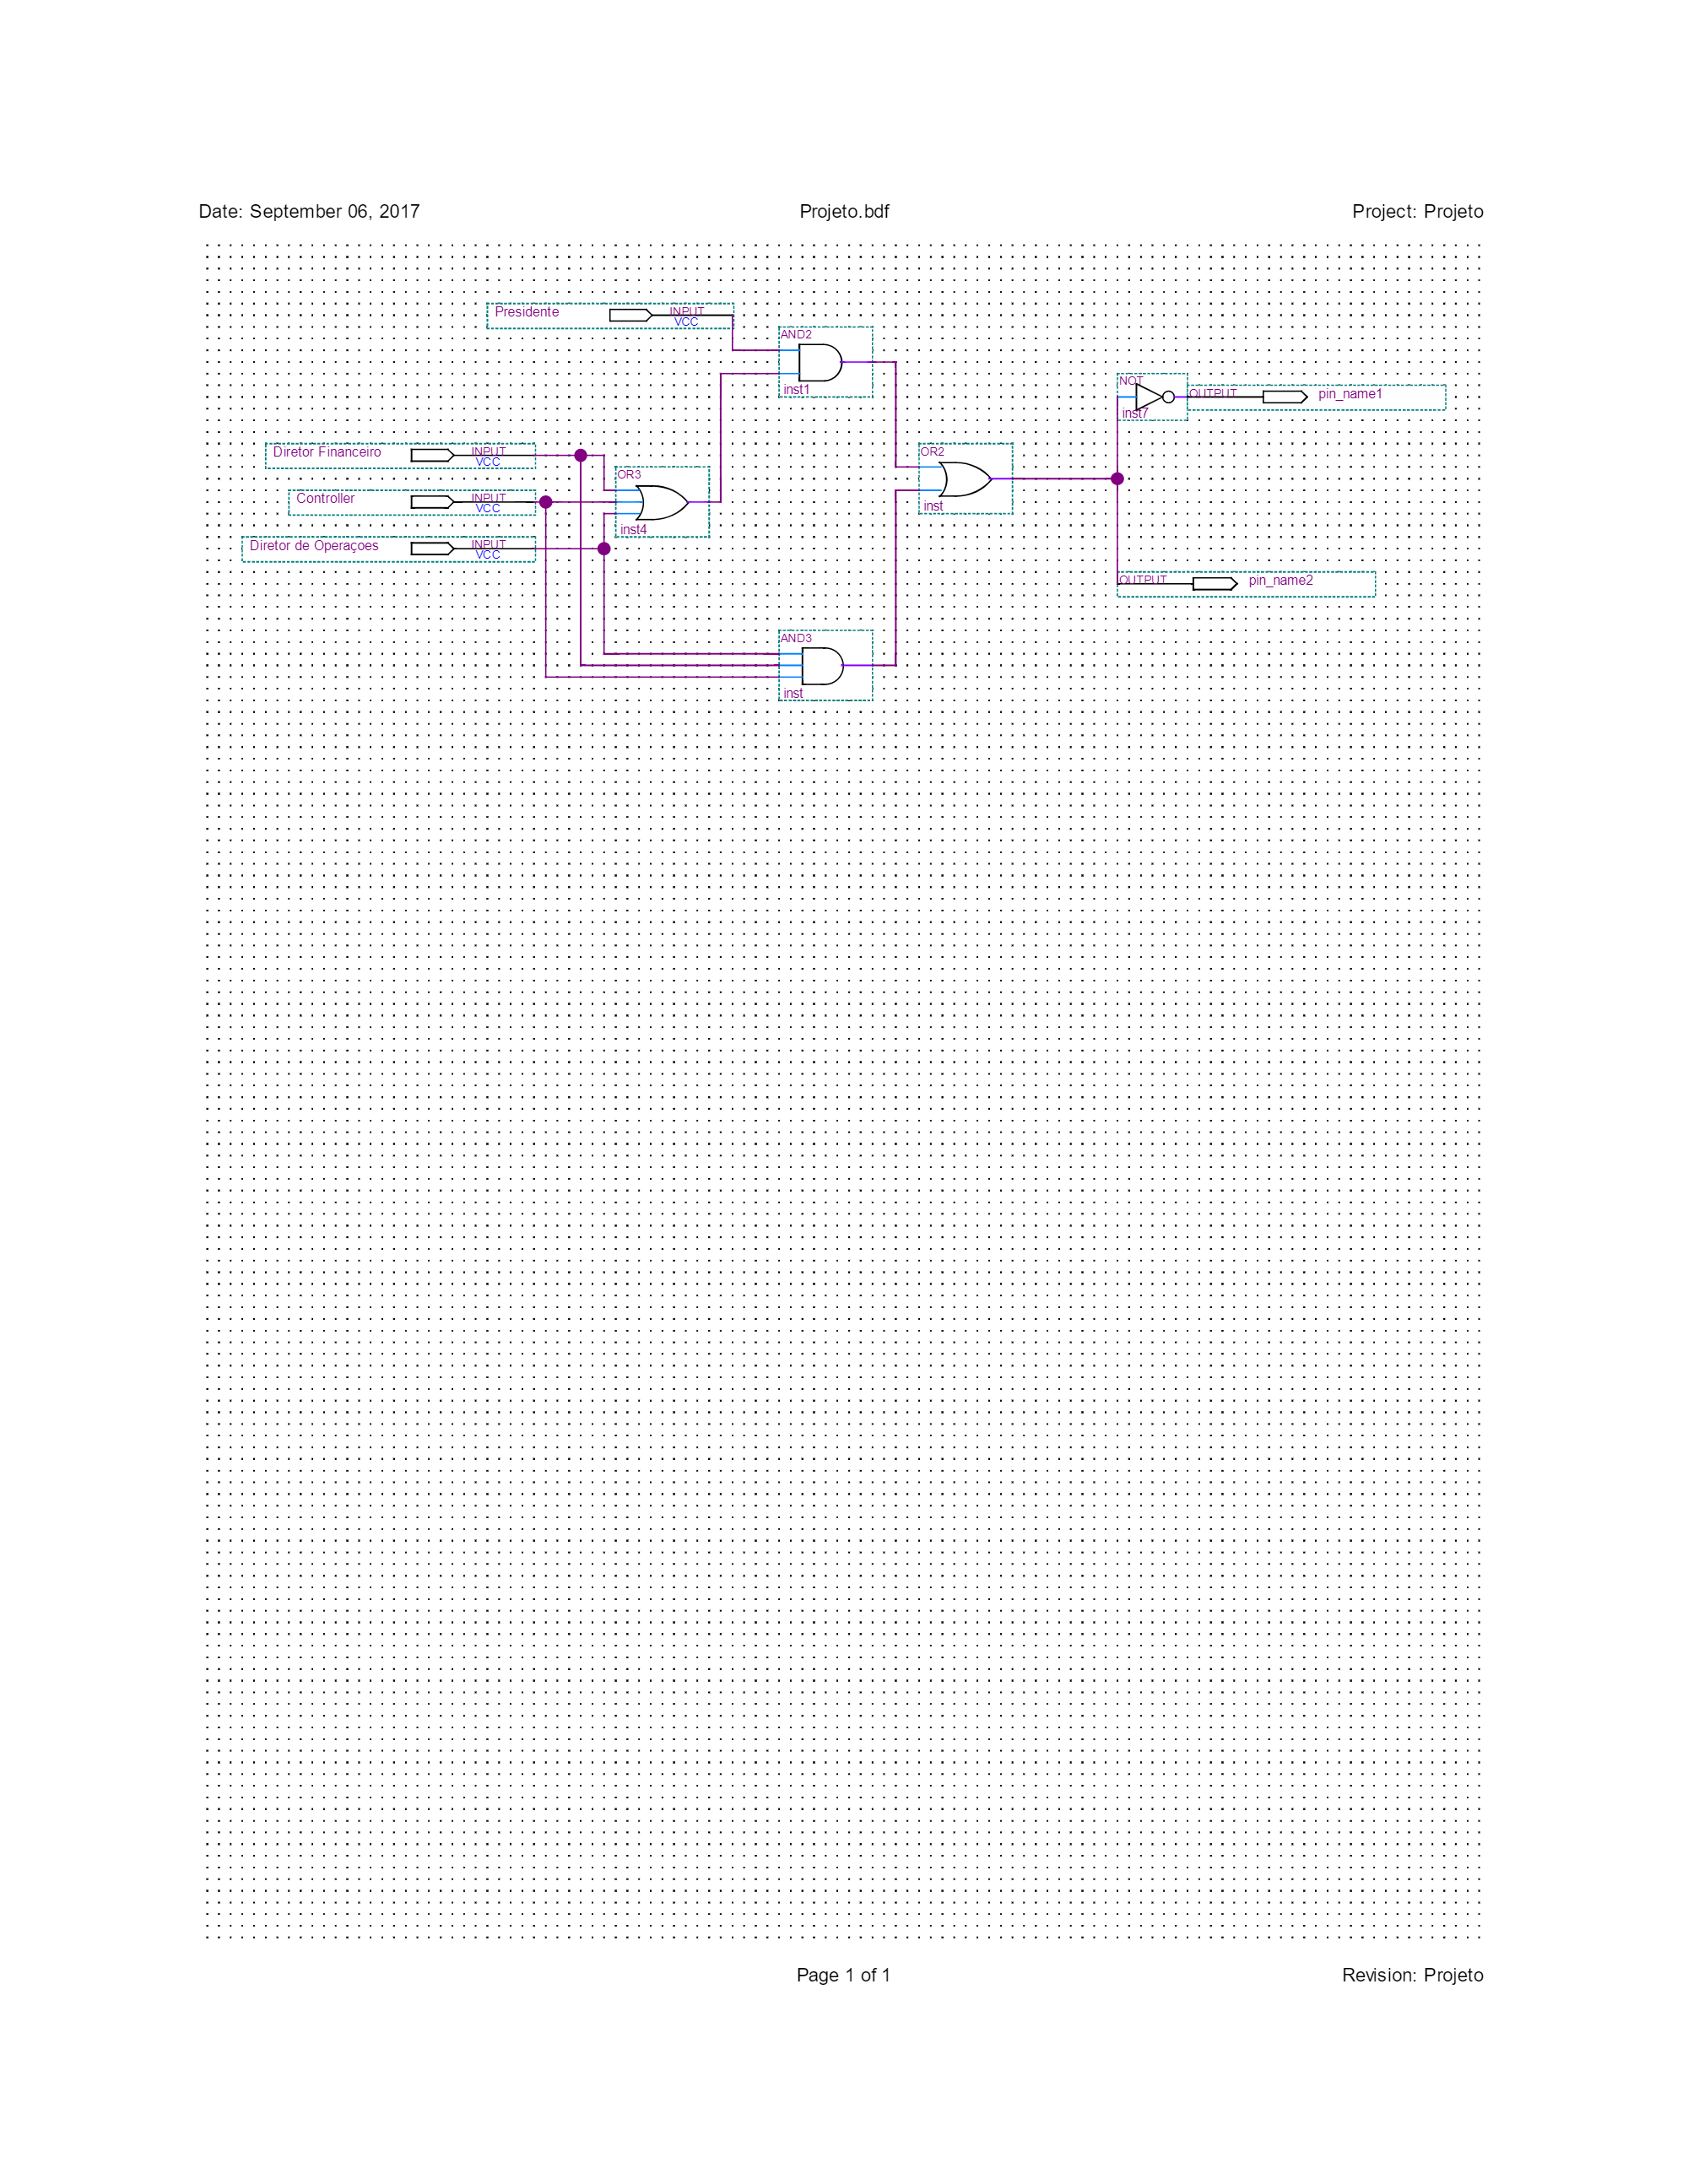 Date: September 06, 2017
Projeto.bdf
Project: Projeto
Presidente
INPUT
VCC
AND2
inst1
NOT
inst7
OUTPUT
pin_name1
Diretor Financeiro
INPUT
VCC
OR3
inst4
OR2
inst
Controller
INPUT
VCC
Diretor de Operaçoes
INPUT
VCC
OUTPUT
pin_name2
AND3
inst
Page 1 of 1
Revision: Projeto